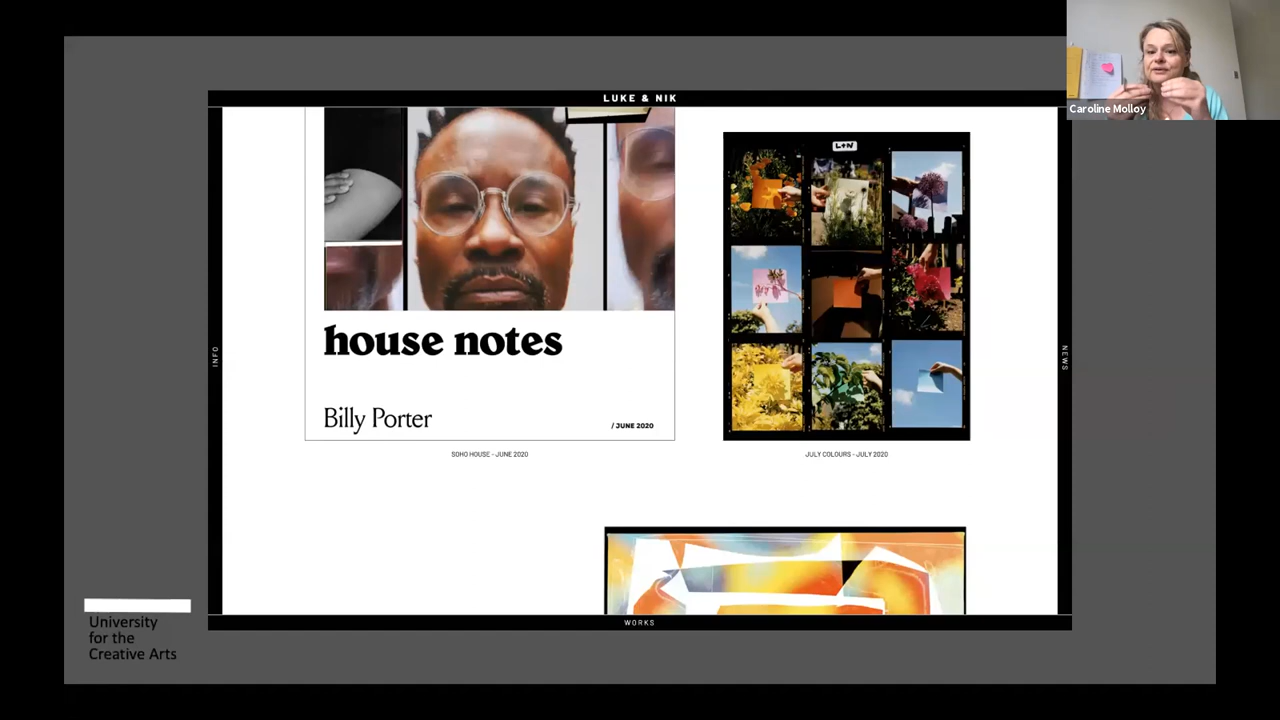 LUKE & NIK
Caroline Molloy
L+N
INFO
NEWS
house notes
Billy Porter
/ JUNE 2020
SOHO HOUSE - JUNE 2020
JULY COLOURS - JULY 2020
WORKS
University
for the
Creative Arts